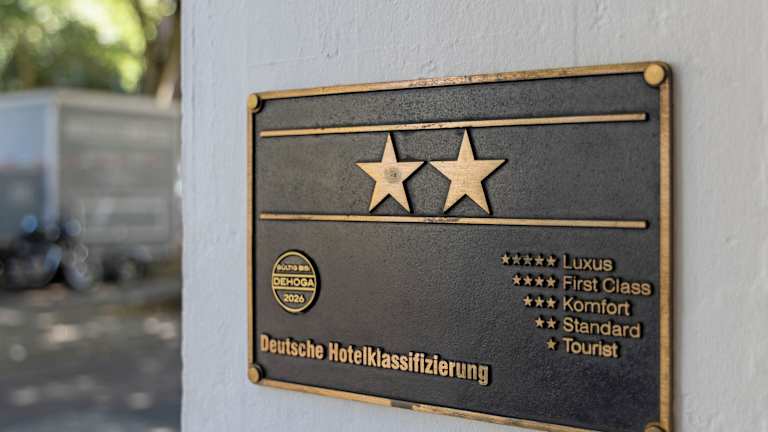 GÜLTIG BIS:
DEHOGA
2026
Deutsche Hotelklassifizierung
★★★★★ Luxus
★★★★ First Class
★★★ Komfort
★★ Standard
★ Tourist